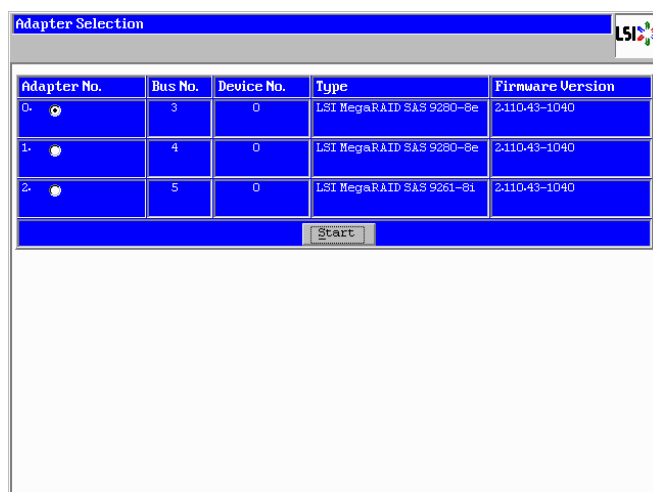 Adapter Selection
LSI
Adapter No. Bus No. Device No. Type Firmware Version
0. 3 0 LSI MegaRAID SAS 9280-8e 2.110.43-1040
1. 4 0 LSI MegaRAID SAS 9280-8e 2.110.43-1040
2. 5 0 LSI MegaRAID SAS 9261-8i 2.110.43-1040
Start